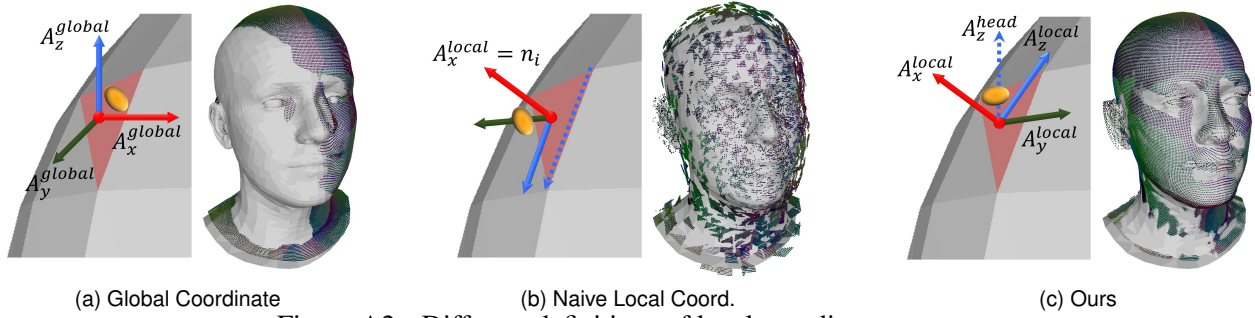 A_z^{global}
A_x^{global}
A_y^{global}
A_x^{local} = n_i
A_z^{head}
A_z^{local}
A_x^{local}
A_y^{local}
(a) Global Coordinate
(b) Naive Local Coord.
(c) Ours